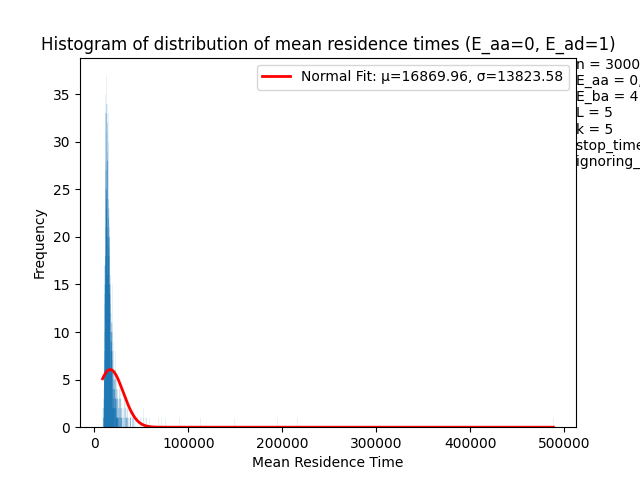 Histogram of distribution of mean residence times (E_aa=0, E_ad=1)
Normal Fit: μ=16869.96, σ=13823.58
n = 3000
E_aa = 0,
E_ba = 4
L = 5
k = 5
stop_time
ignoring_
Frequency
35
30
25
20
15
10
5
0
0
100000
200000
300000
400000
500000
Mean Residence Time